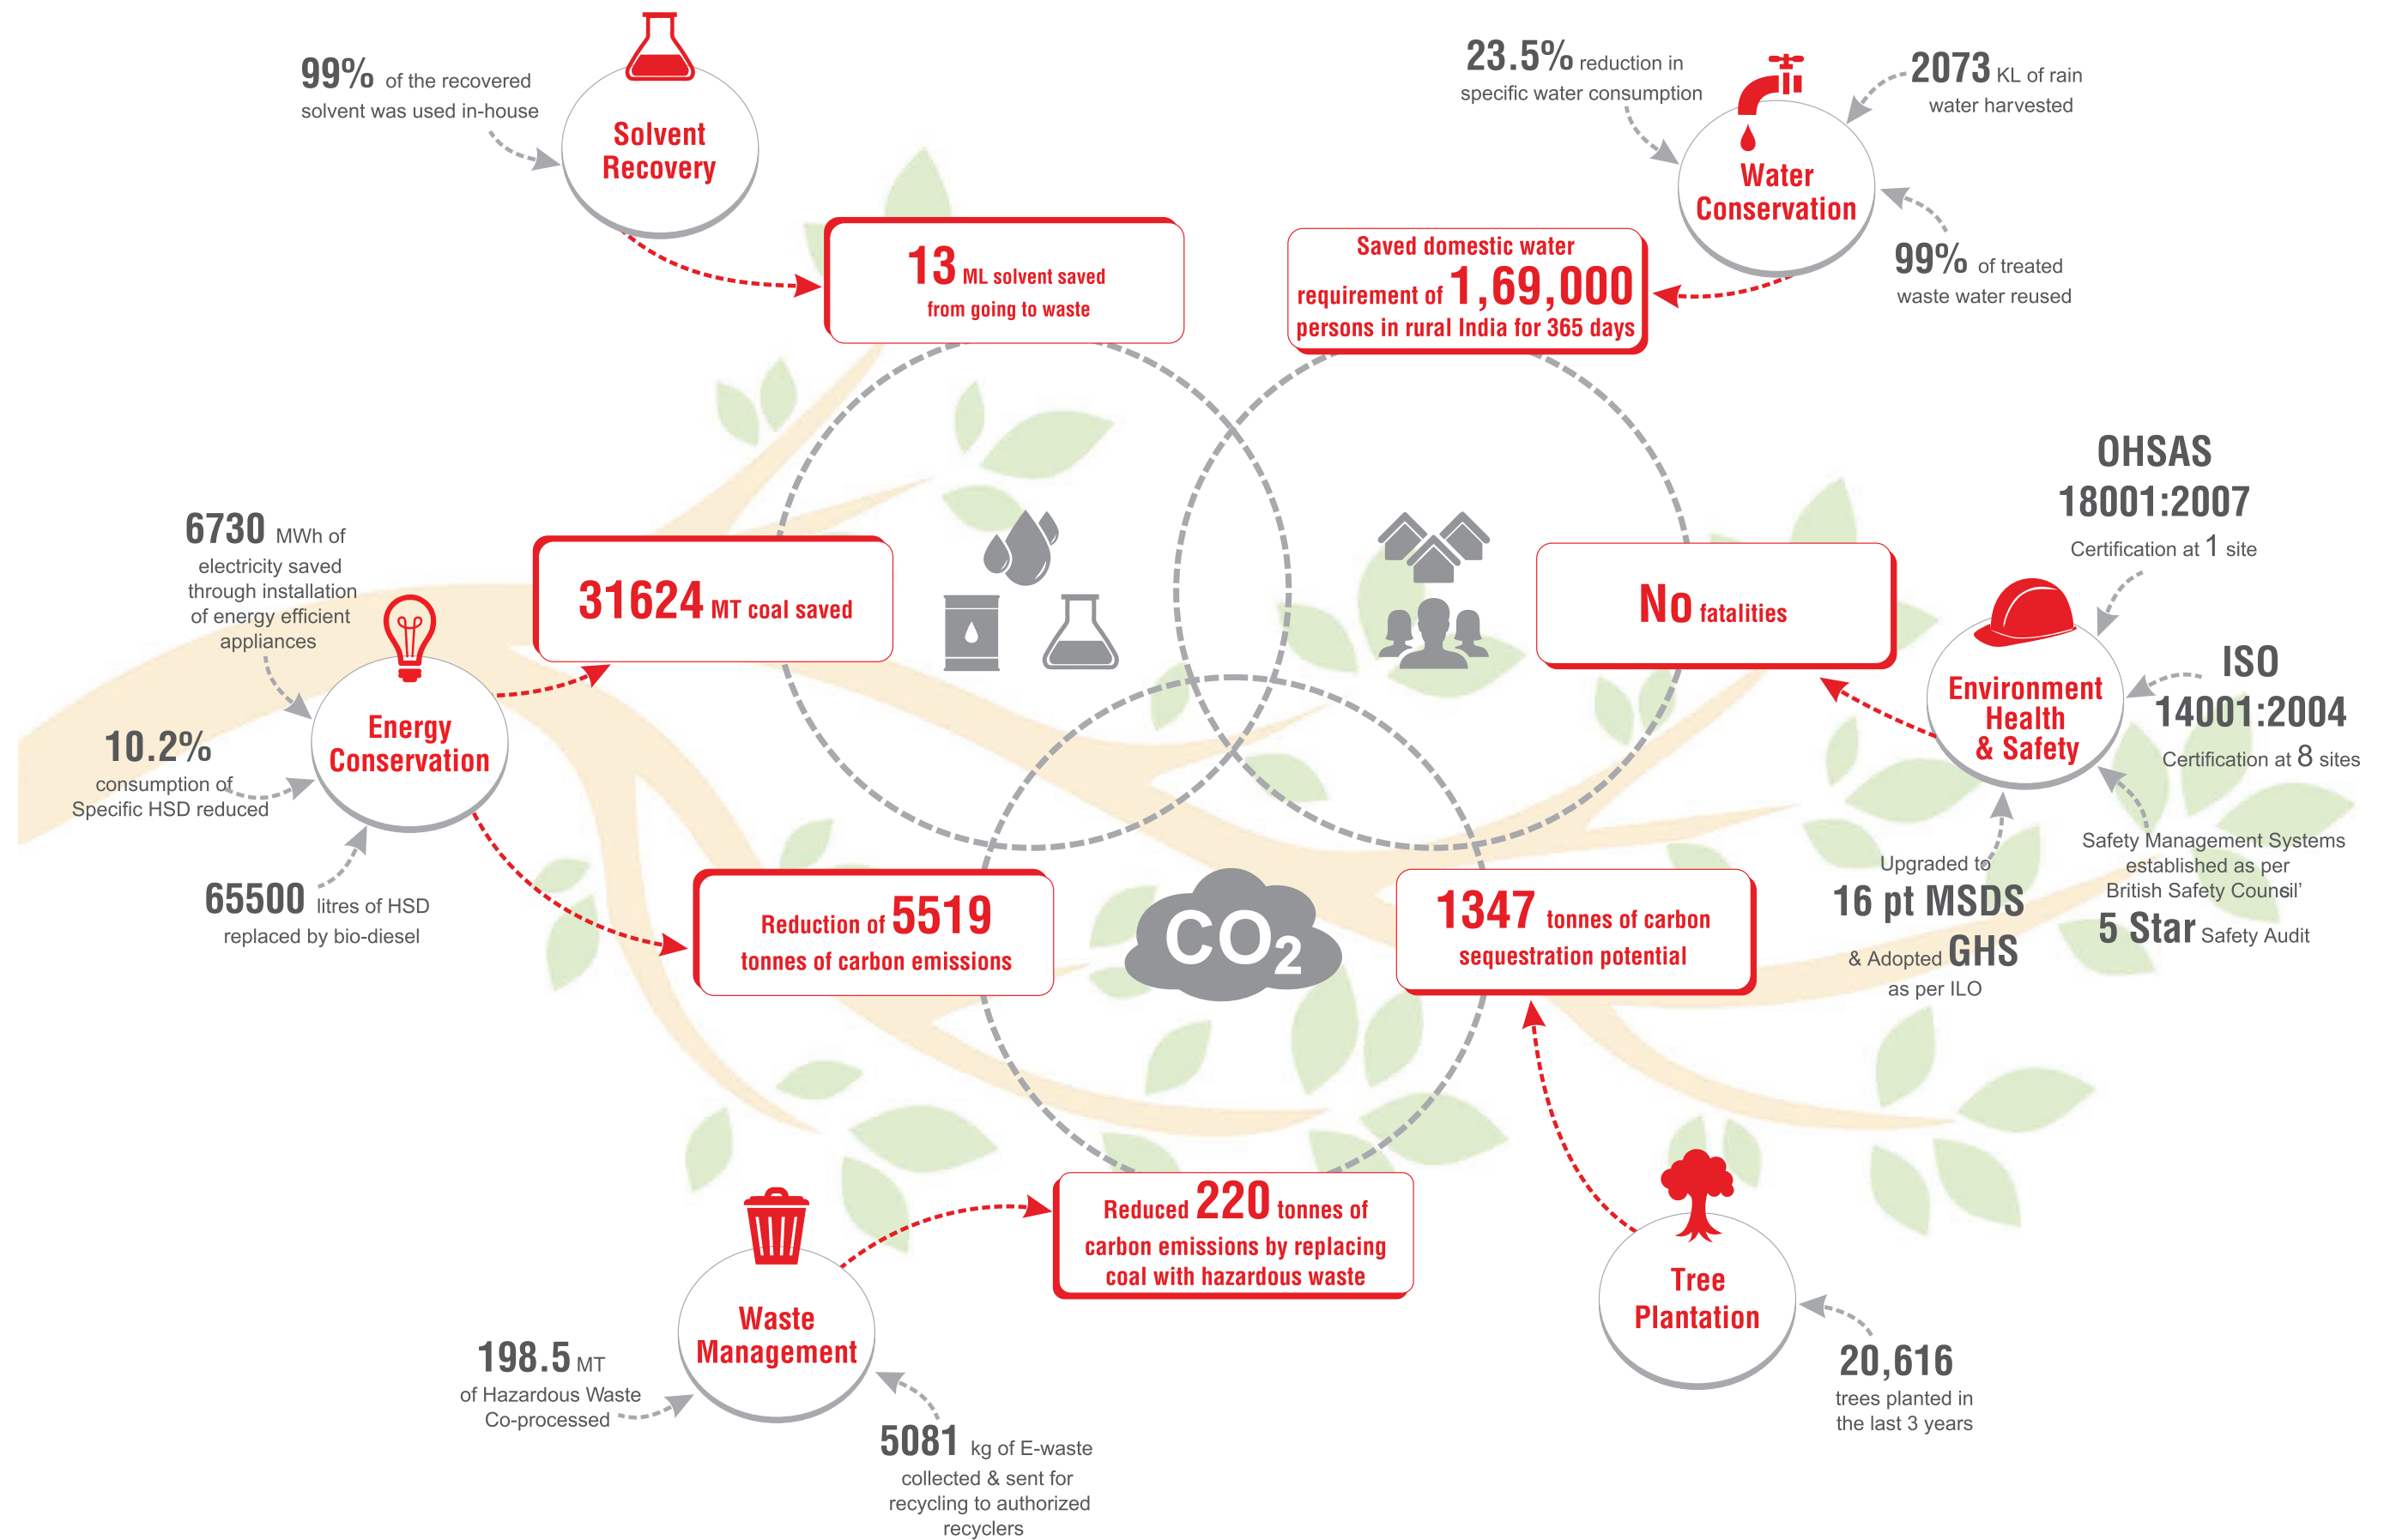 99% of the recovered
solvent was used in-house
Solvent
Recovery
13 ML solvent saved
from going to waste
23.5% reduction in
specific water consumption
2073 KL of rain
water harvested
Water
Conservation
99% of treated
waste water reused
Saved domestic water
requirement of 1,69,000
persons in rural India for 365 days
6730 MWh of
electricity saved
through installation
of energy efficient
appliances
10.2%
consumption of
Specific HSD reduced
65500 litres of HSD
replaced by bio-diesel
Energy
Conservation
31624 MT coal saved
Reduction of 5519
tonnes of carbon emissions
No fatalities
OHSAS
18001:2007
Certification at 1 site
ISO
14001:2004
Certification at 8 sites
Environment
Health
& Safety
Safety Management Systems
established as per
British Safety Counsil’
5 Star Safety Audit
Upgraded to
16 pt MSDS
& Adopted GHS
as per ILO
CO2
1347 tonnes of carbon
sequestration potential
Reduced 220 tonnes of
carbon emissions by replacing
coal with hazardous waste
Waste
Management
198.5 MT
of Hazardous Waste
Co-processed
5081 kg of E-waste
collected & sent for
recycling to authorized
recyclers
Tree
Plantation
20,616
trees planted in
the last 3 years